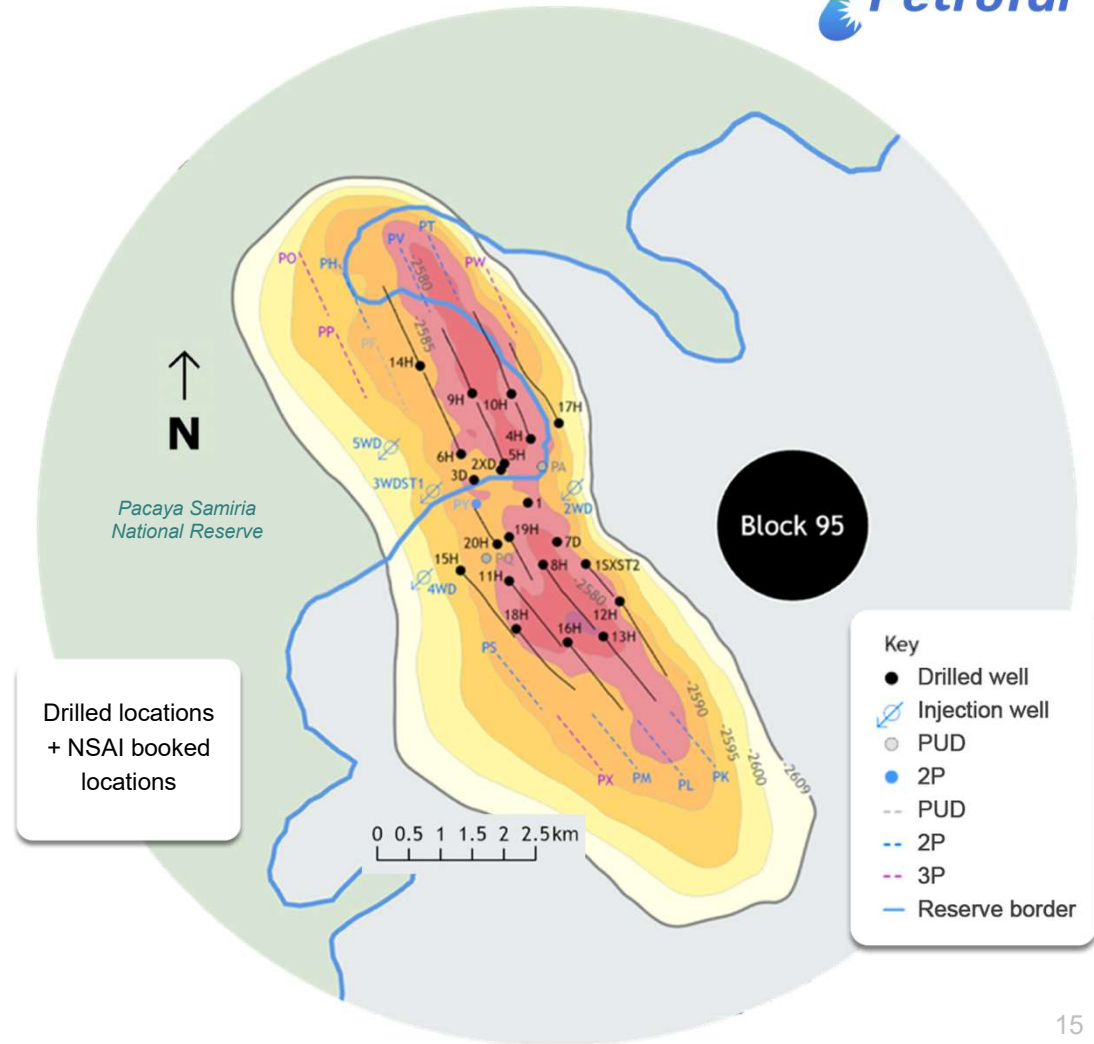 PetroTal
PT
PV
PO
PH
PW
-2580
PP
-2585
PF
14H
9H
10H
17H
4H
5WD
6H
2XD
5H
3D
PA
3WDST1
N
PY
1
2WD
Pacaya Samiria
National Reserve
19H
20H
7D
15H
PQ
8H
1SXST2
11H
4WD
-2580
18H
12H
16H
13H
PS
-2590
-2595
-2600
-2609
PX
PM
PL
PK
Block 95
Drilled locations
+ NSAI booked
locations
0 0.5 1 1.5 2 2.5km
Key
Drilled well
Injection well
PUD
2P
PUD
2P
3P
Reserve border
15